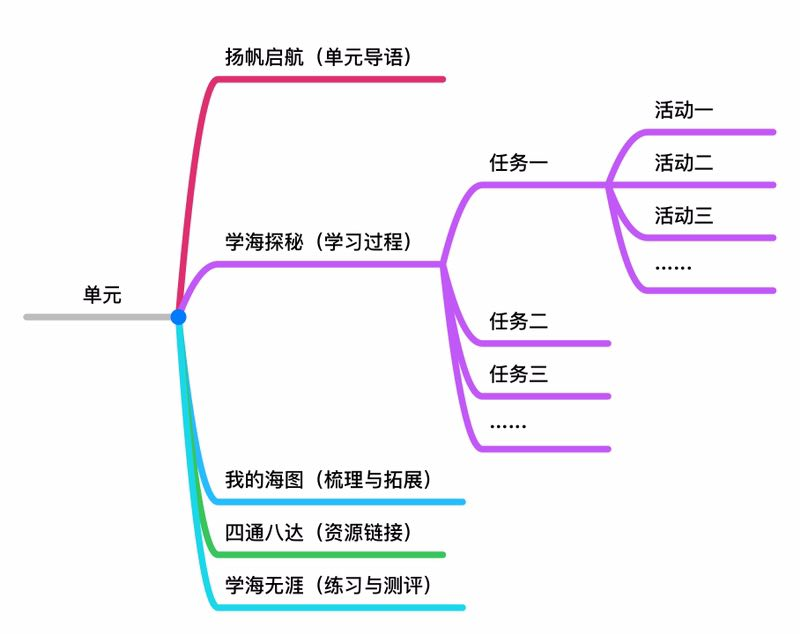 单元
扬帆启航（单元导语）
学海探秘（学习过程）
任务一
活动一
活动二
活动三
……
任务二
任务三
……
我的海图（梳理与拓展）
四通八达（资源链接）
学海无涯（练习与测评）